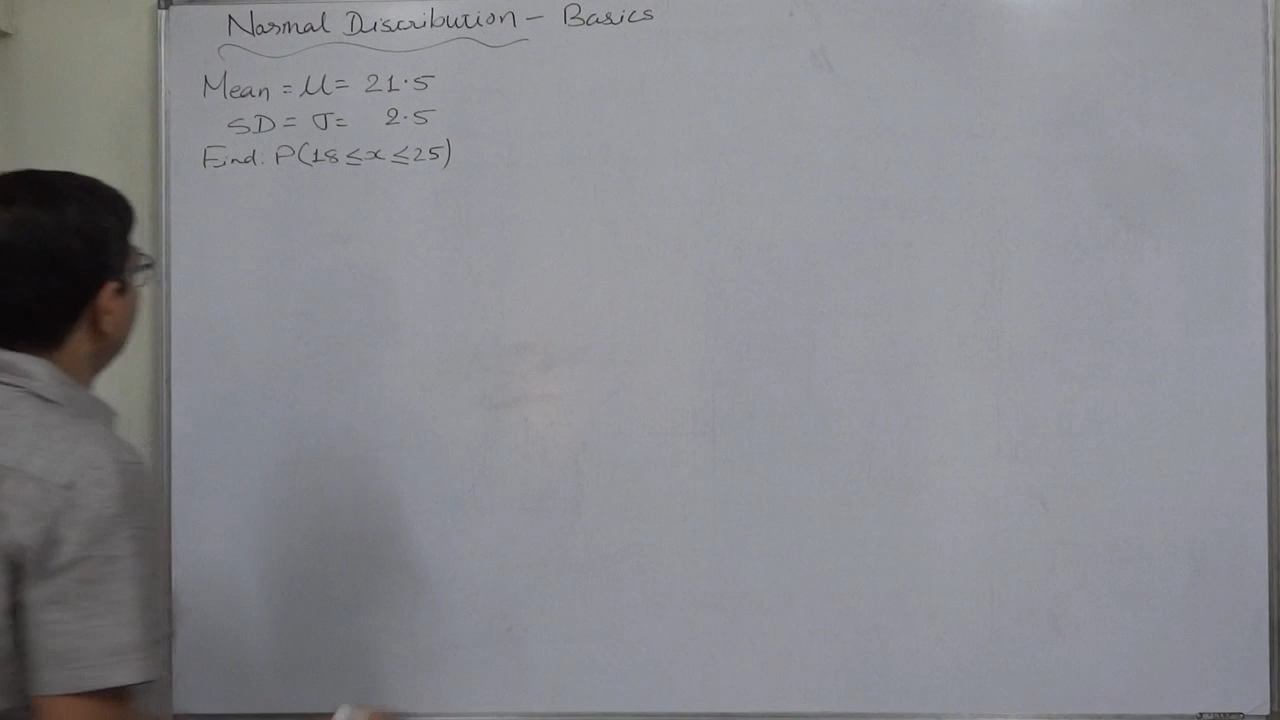 Normal Distribution - Basics
Mean = μ = 21.5
SD = σ = 2.5
Find: P(18 ≤ x ≤ 25)